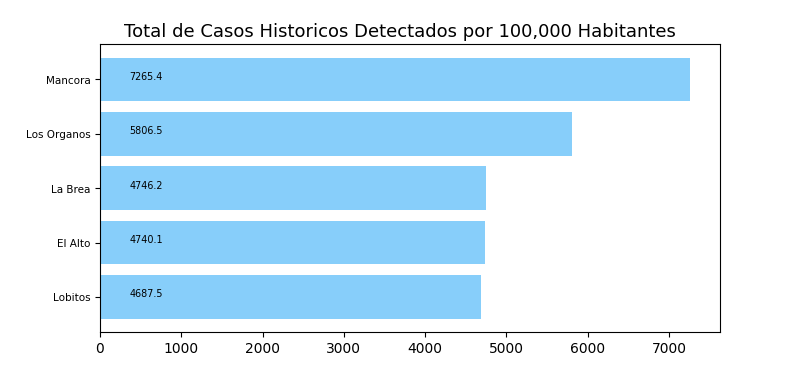 Total de Casos Historicos Detectados por 100,000 Habitantes
Mancora 7265.4
Los Organos 5806.5
La Brea 4746.2
El Alto 4740.1
Lobitos 4687.5
0 1000 2000 3000 4000 5000 6000 7000